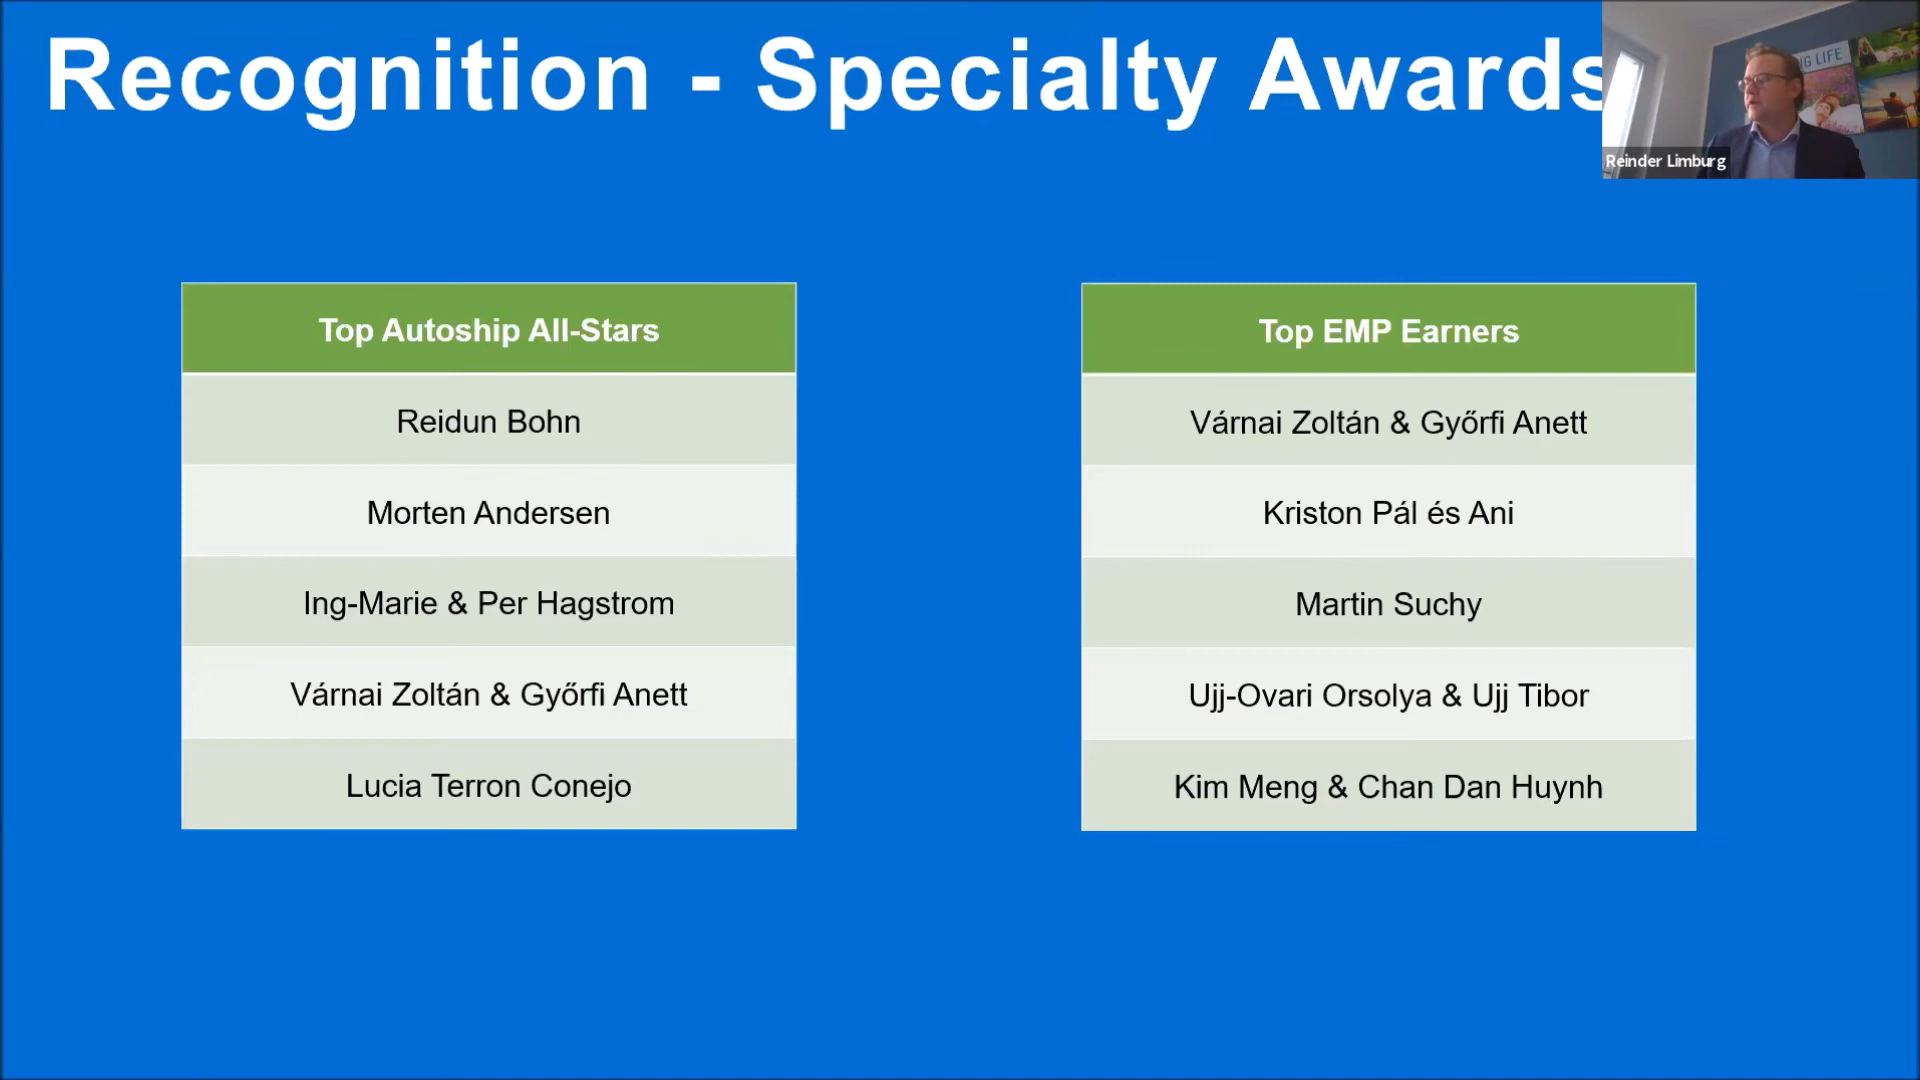 Recognition - Specialty Awards
NG LIFE
Reinder Limburg
Top Autoship All-Stars
Reidun Bohn
Morten Andersen
Ing-Marie & Per Hagstrom
Várnai Zoltán & Győrfi Anett
Lucia Terron Conejo
Top EMP Earners
Várnai Zoltán & Győrfi Anett
Kriston Pál és Ani
Martin Suchy
Ujj-Ovari Orsolya & Ujj Tibor
Kim Meng & Chan Dan Huynh